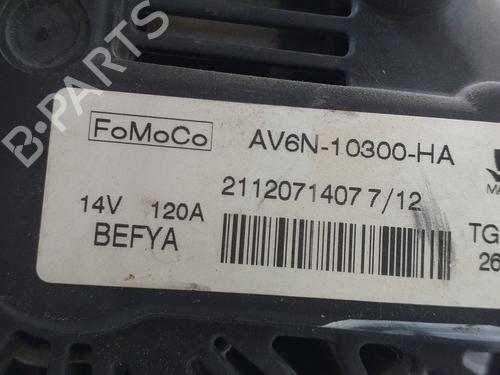 B-PARTS
FoMoCo
AV6N-10300-HA
21120714077/12
14V 120A
BEFYA
TG
26